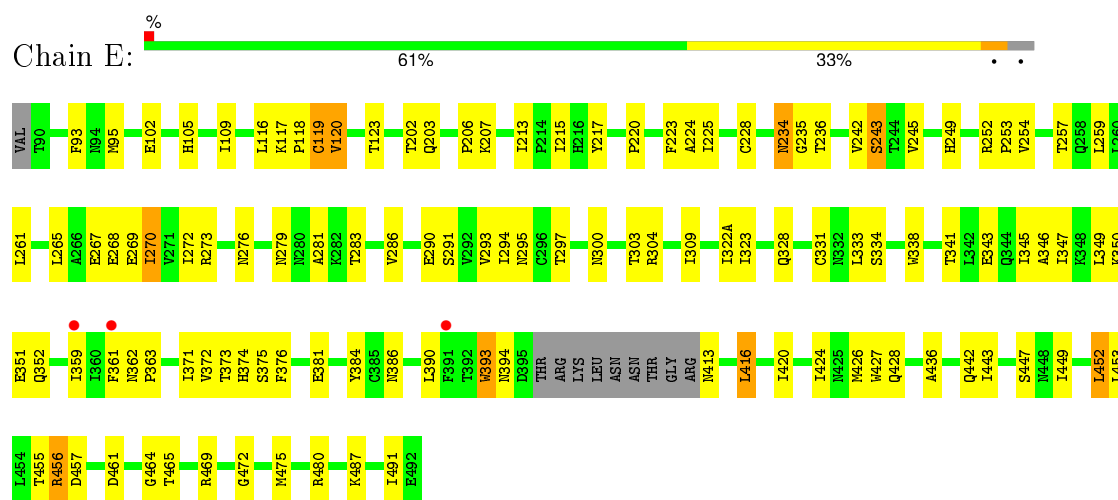 %
Chain E:
61% 33% • •
VAL T90 F93 N94 M95 E102 H105 I109 L116 K117 P118 G119 V120 T123 T202 Q203 P206 K207 I213 P214 I215 H216 Y217 P220 F223 A224 I225 C228 N234 G235 T236 V242 S243 T244 V245 H249 R252 P253 V254 T257 Q258 L259 L260
L261 L265 A266 E267 E268 E269 I270 V271 I272 R273 N276 N279 N280 A281 K282 T283 V286 E290 S291 V292 V293 I294 N295 C296 T297 N300 T303 R304 I309 I322A I323 Q328 C331 N332 L333 S334 W338 T341 L342 E343 Q344 I345 A346 I347 K348 L349 K350
E351 Q352 I359 I360 F361 N362 P363 I371 V372 T373 H374 S375 F376 E381 Y384 C385 N386 L390 F391 T392 W393 N394 D395 THR ARG LYS LEU ASN ASN THR GLY ARG N413 L416 I420 I424 N425 M426 W427 Q428 A436 Q442 I443 S447 N448 I449 L452 L453
L454 T455 R456 D457 D461 G464 T465 R469 G472 M475 R480 K487 I491 E492